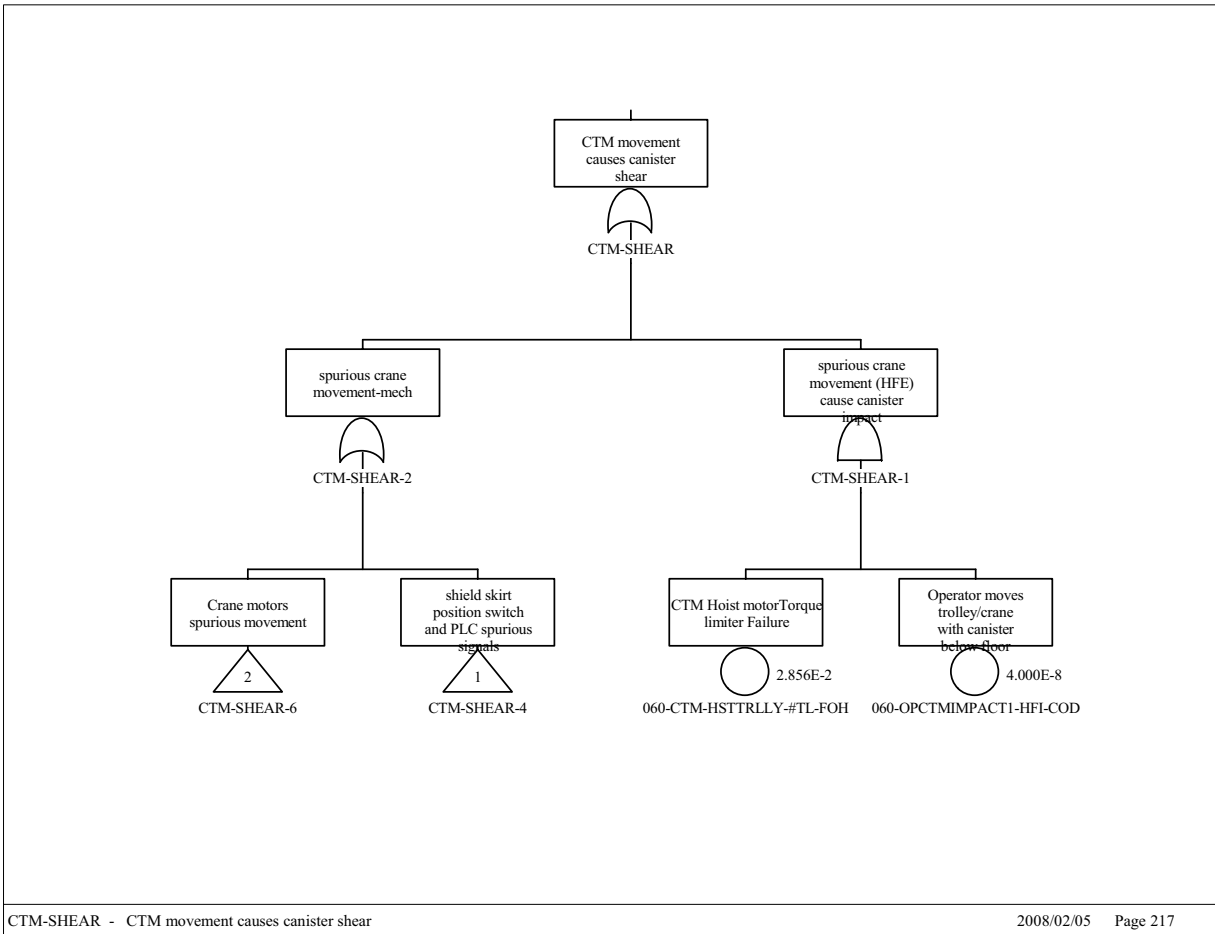 CTM movement
causes canister
shear
CTM-SHEAR
spurious crane
movement-mech
CTM-SHEAR-2
spurious crane
movement (HFE)
cause canister
impact
CTM-SHEAR-1
Crane motors
spurious movement
2
CTM-SHEAR-6
shield skirt
position switch
and PLC spurious
signals
1
CTM-SHEAR-4
CTM Hoist motorTorque
limiter Failure
2.856E-2
060-CTM-HSTTRLLY-#TL-FOH
Operator moves
trolley/crane
with canister
below floor
4.000E-8
060-OPCTMIMPACT1-HFI-COD
CTM-SHEAR - CTM movement causes canister shear
2008/02/05 Page 217